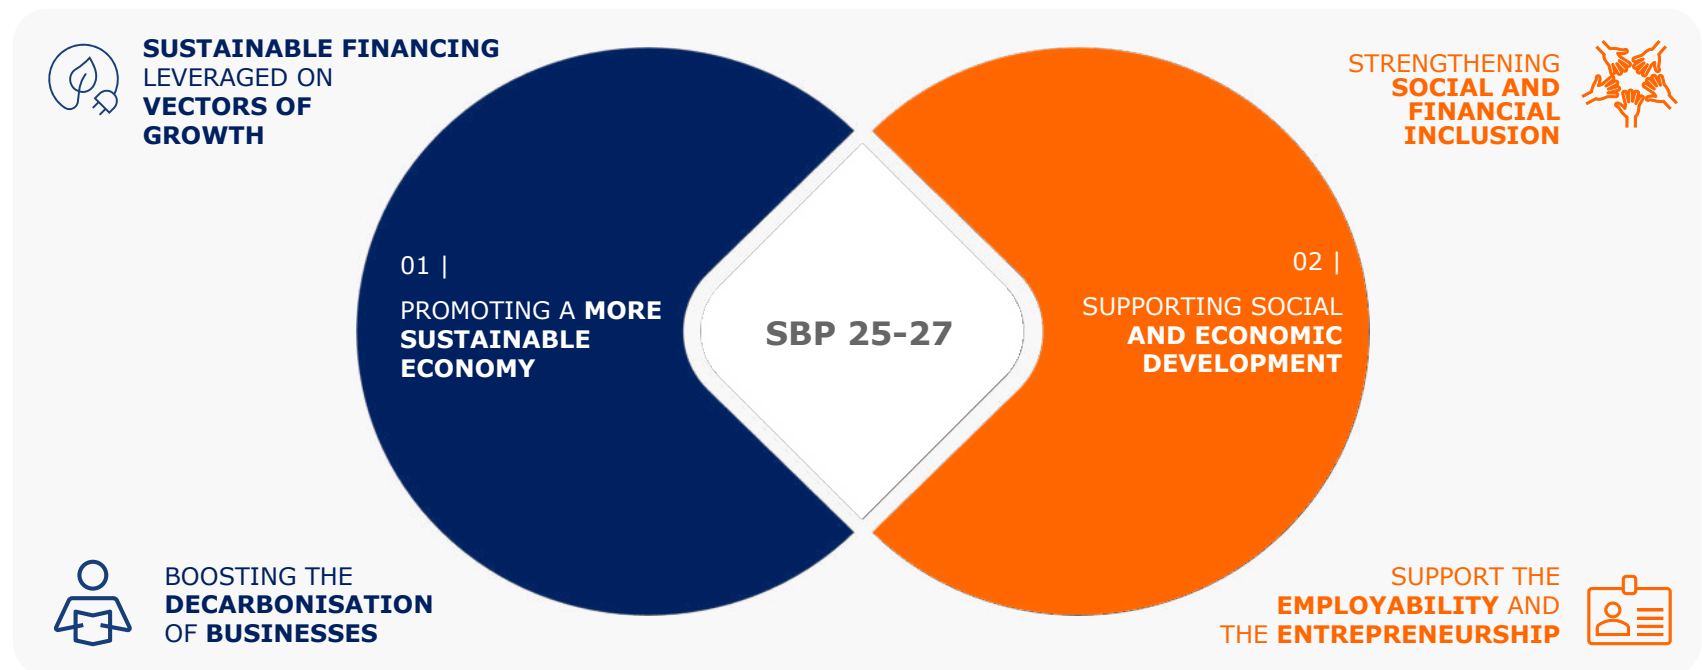 SUSTAINABLE FINANCING
LEVERAGED ON
VECTORS OF
GROWTH
STRENGTHENING
SOCIAL AND
FINANCIAL
INCLUSION
01 |
PROMOTING A MORE
SUSTAINABLE
ECONOMY
SBP 25-27
02 |
SUPPORTING SOCIAL
AND ECONOMIC
DEVELOPMENT
BOOSTING THE
DECARBONISATION
OF BUSINESSES
SUPPORT THE
EMPLOYABILITY AND
THE ENTREPRENEURSHIP